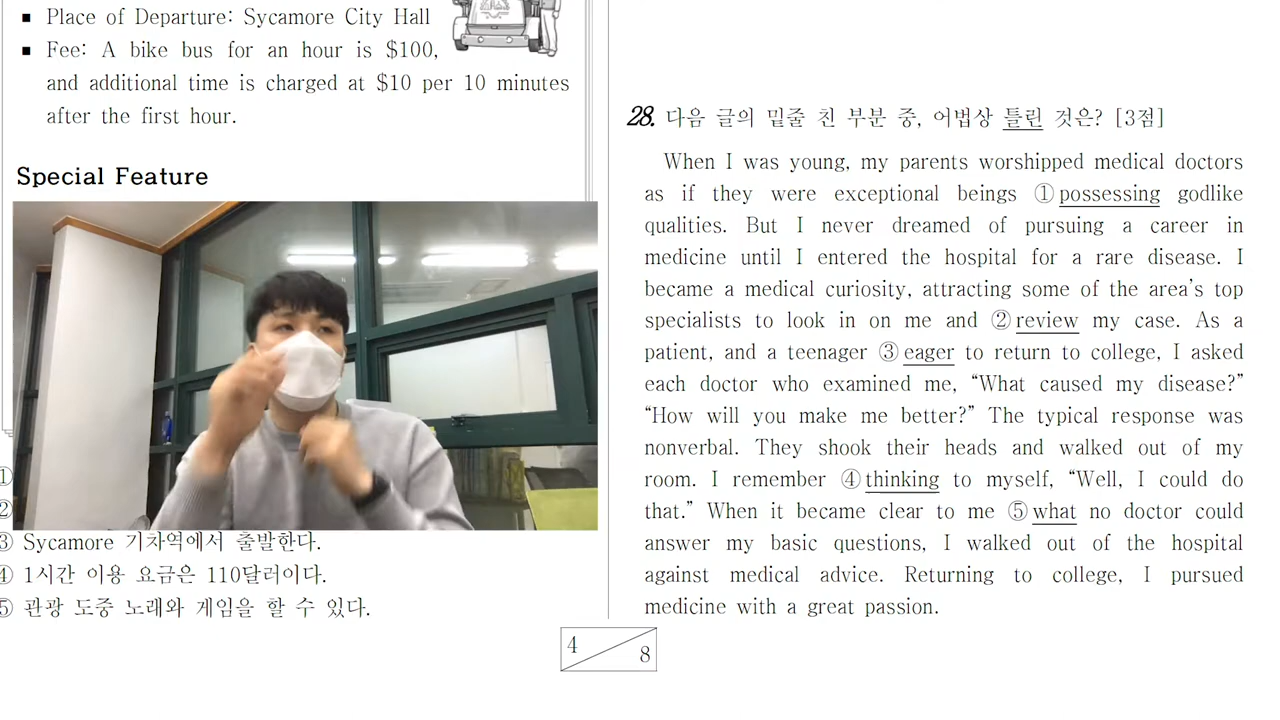 ▪ Place of Departure: Sycamore City Hall
▪ Fee: A bike bus for an hour is $100,
and additional time is charged at $10 per 10 minutes
after the first hour.
Special Feature
①
②
③ Sycamore 기차역에서 출발한다.
④ 1시간 이용 요금은 110달러이다.
⑤ 관광 도중 노래와 게임을 할 수 있다.
28. 다음 글의 밑줄 친 부분 중, 어법상 틀린 것은? [3점]
When I was young, my parents worshipped medical doctors
as if they were exceptional beings ① possessing godlike
qualities. But I never dreamed of pursuing a career in
medicine until I entered the hospital for a rare disease. I
became a medical curiosity, attracting some of the area's top
specialists to look in on me and ② review my case. As a
patient, and a teenager ③ eager to return to college, I asked
each doctor who examined me, “What caused my disease?”
“How will you make me better?” The typical response was
nonverbal. They shook their heads and walked out of my
room. I remember ④ thinking to myself, “Well, I could do
that.” When it became clear to me ⑤ what no doctor could
answer my basic questions, I walked out of the hospital
against medical advice. Returning to college, I pursued
medicine with a great passion.
4
8